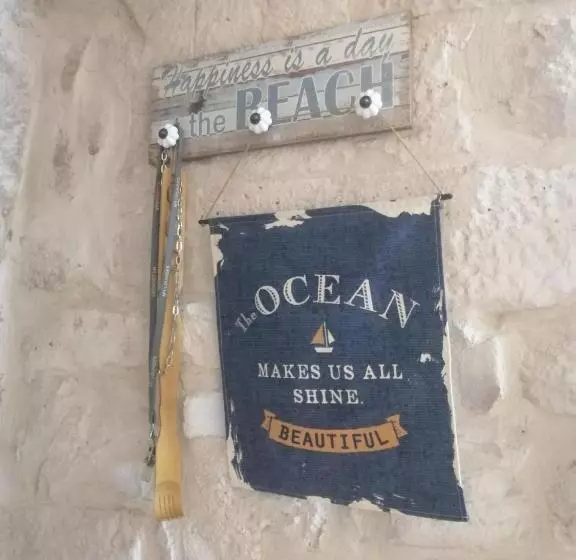 Happiness is a day
at the BEACH
The OCEAN
MAKES US ALL
SHINE.
BEAUTIFUL